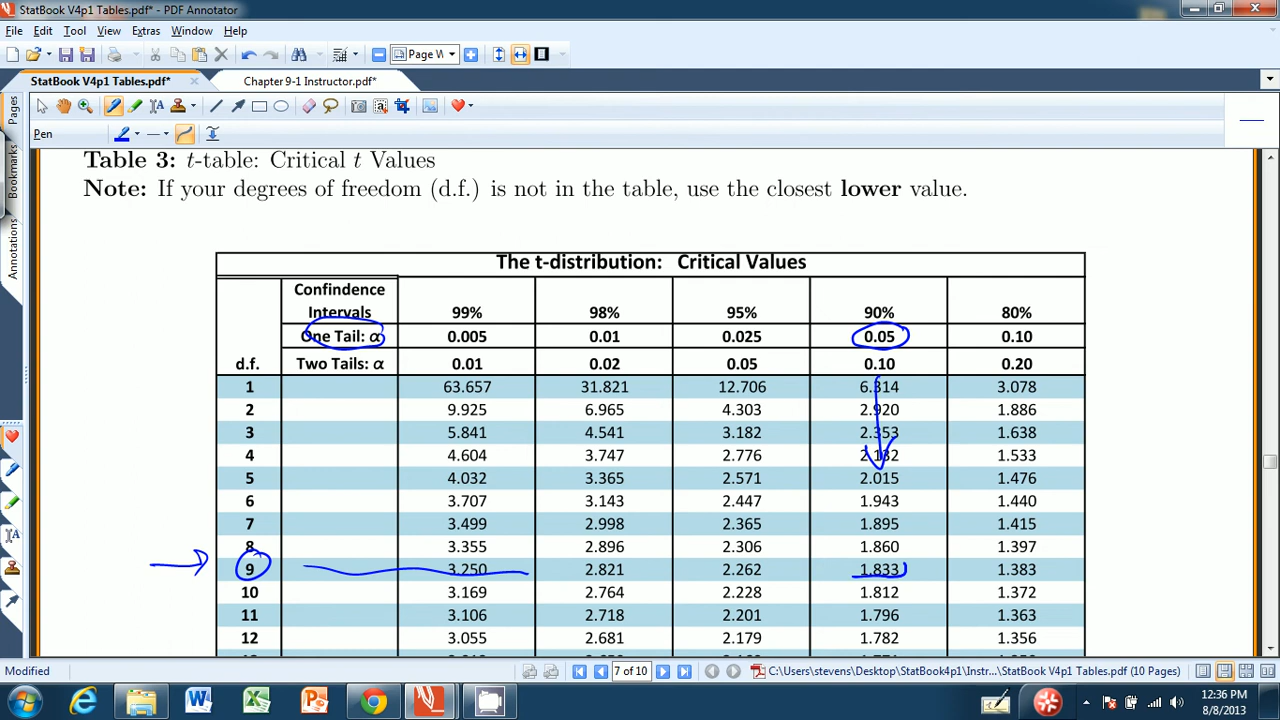 StatBook V4p1 Tables.pdf* - PDF Annotator
File Edit Tool View Extras Window Help
Page W
StatBook V4p1 Tables.pdf* Chapter 9-1 Instructor.pdf*
Pen
Pages
Bookmarks
Annotations
Table 3: t-table: Critical t Values
Note: If your degrees of freedom (d.f.) is not in the table, use the closest lower value.
The t-distribution: Critical Values
Confindence
Intervals 99% 98% 95% 90% 80%
One Tail: α 0.005 0.01 0.025 0.05 0.10
d.f. Two Tails: α 0.01 0.02 0.05 0.10 0.20
1 63.657 31.821 12.706 6.314 3.078
2 9.925 6.965 4.303 2.920 1.886
3 5.841 4.541 3.182 2.353 1.638
4 4.604 3.747 2.776 2.132 1.533
5 4.032 3.365 2.571 2.015 1.476
6 3.707 3.143 2.447 1.943 1.440
7 3.499 2.998 2.365 1.895 1.415
8 3.355 2.896 2.306 1.860 1.397
9 3.250 2.821 2.262 1.833 1.383
10 3.169 2.764 2.228 1.812 1.372
11 3.106 2.718 2.201 1.796 1.363
12 3.055 2.681 2.179 1.782 1.356
Modified 7 of 10 C:\Users\stevens\Desktop\StatBook4p1\Instr...\StatBook V4p1 Tables.pdf (10 Pages)
12:36 PM
8/8/2013